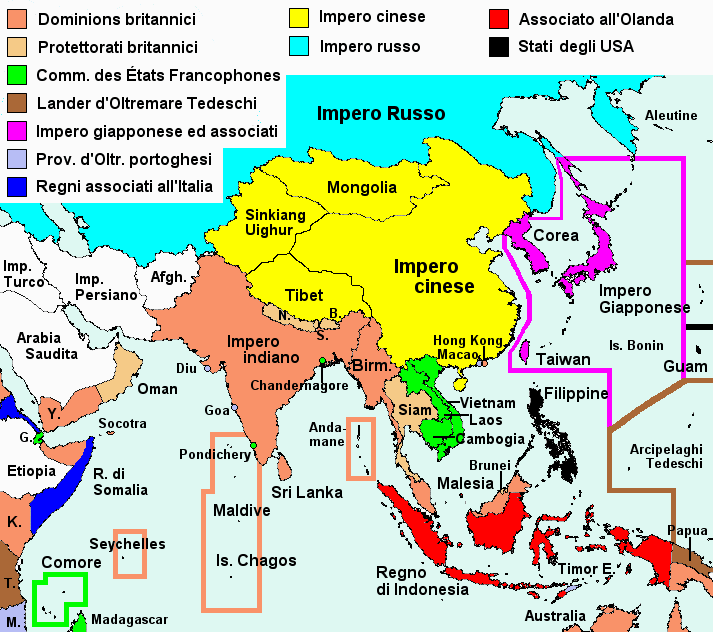 Dominions britannici
Protettorati britannici
Comm. des États Francophones
Lander d'Oltremare Tedeschi
Impero giapponese ed associati
Prov. d'Oltr. portoghesi
Regni associati all'Italia
Impero cinese
Impero russo
Associato all'Olanda
Stati degli USA
Impero Russo
Aleutine
Mongolia
Sinkiang
Uighur
Corea
Imp.
Turco
Imp.
Persiano
Afgh.
Tibet
Impero
cinese
Impero
Giapponese
N.
B.
S.
Arabia
Saudita
Impero
indiano
Birm.
Hong Kong
Macao
Taiwan
Is. Bonin
Guam
Diu
Oman
Chandernagore
Filippine
Y.
Goa
Siam
Vietnam
Laos
Cambogia
Socotra
G.
Anda-
mane
Pondichery
Arcipelaghi
Tedeschi
Etiopia
R. di
Somalia
Sri Lanka
Brunei
Malesia
K.
Maldive
Seychelles
Papua
Comore
Is. Chagos
Timor E.
T.
Regno
di Indonesia
M.
Madagascar
Australia